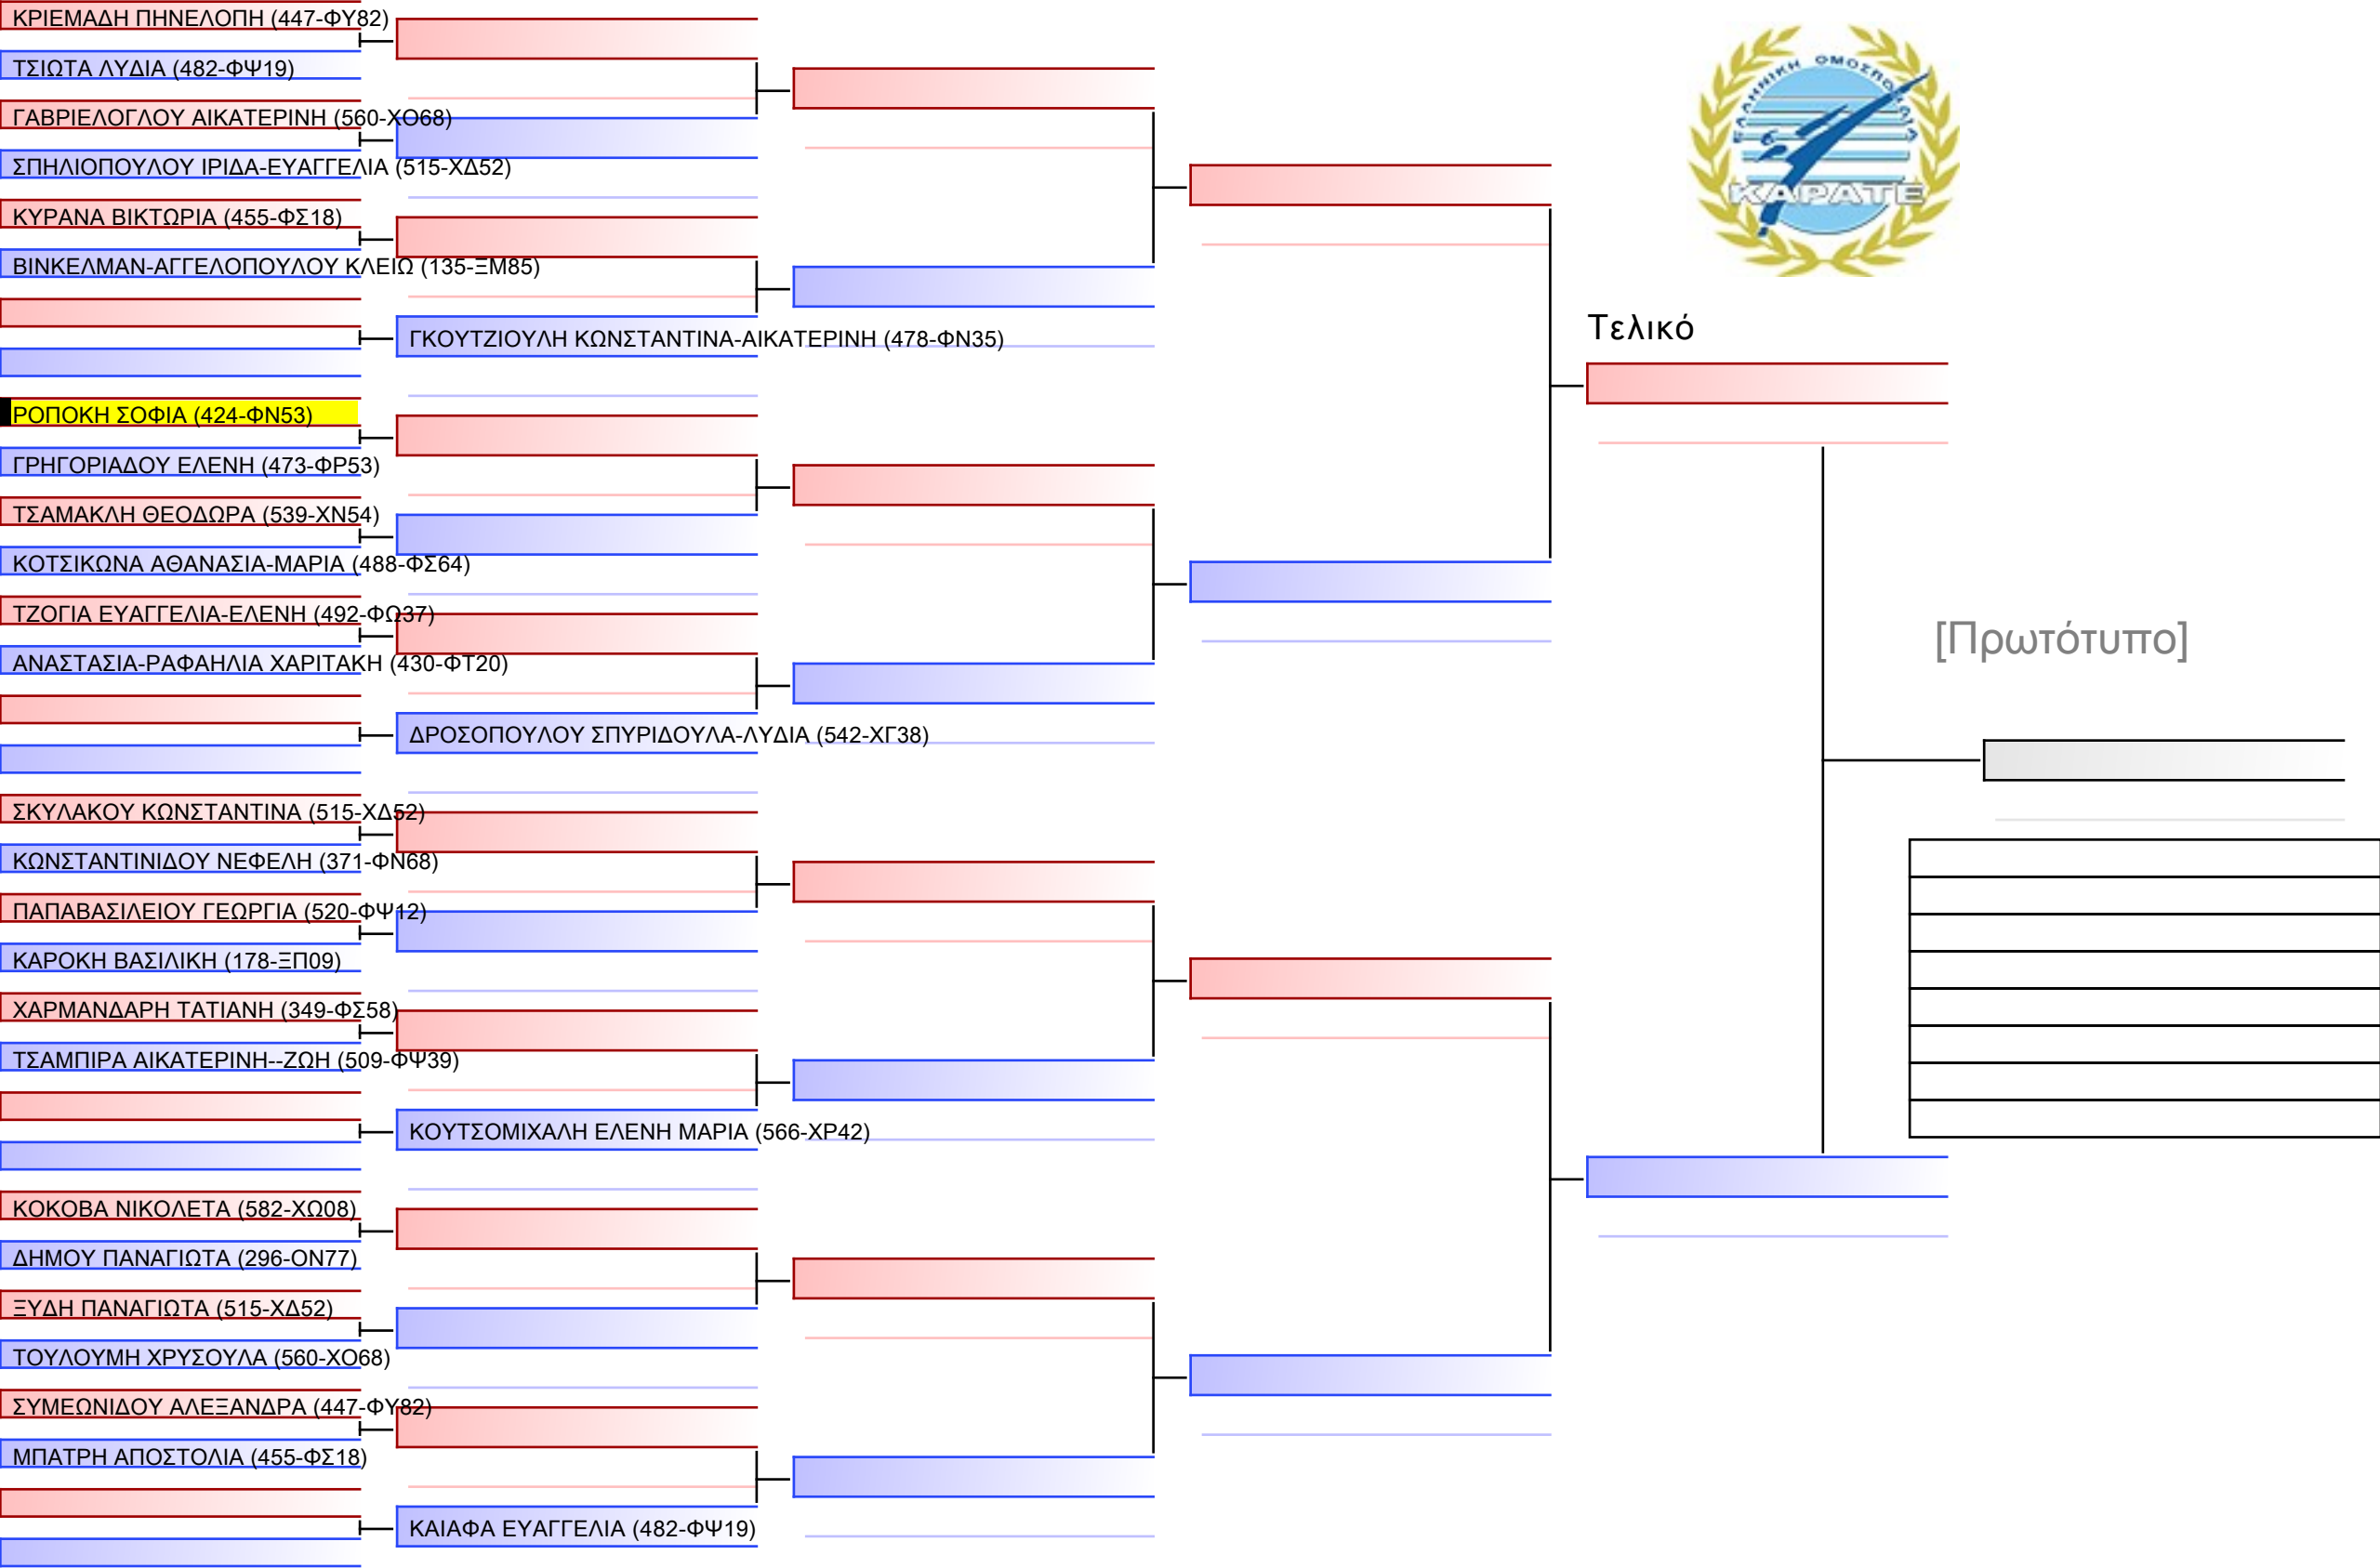 ΚΡΙΕΜΑΔΗ ΠΗΝΕΛΟΠΗ (447-ΦΥ82)
ΤΣΙΩΤΑ ΛΥΔΙΑ (482-ΦΨ19)
ΓΑΒΡΙΕΛΟΓΛΟΥ ΑΙΚΑΤΕΡΙΝΗ (560-ΧΟ68)
ΣΠΗΛΙΟΠΟΥΛΟΥ ΙΡΙΔΑ-ΕΥΑΓΓΕΛΙΑ (515-ΧΔ52)
ΚΥΡΑΝΑ ΒΙΚΤΩΡΙΑ (455-ΦΣ18)
ΒΙΝΚΕΛΜΑΝ-ΑΓΓΕΛΟΠΟΥΛΟΥ ΚΛΕΙΩ (135-ΞΜ85)
ΓΚΟΥΤΖΙΟΥΛΗ ΚΩΝΣΤΑΝΤΙΝΑ-ΑΙΚΑΤΕΡΙΝΗ (478-ΦΝ35)
ΡΟΠΟΚΗ ΣΟΦΙΑ (424-ΦΝ53)
ΓΡΗΓΟΡΙΑΔΟΥ ΕΛΕΝΗ (473-ΦΡ53)
ΤΣΑΜΑΚΛΗ ΘΕΟΔΩΡΑ (539-ΧΝ54)
ΚΟΤΣΙΚΩΝΑ ΑΘΑΝΑΣΙΑ-ΜΑΡΙΑ (488-ΦΣ64)
ΤΖΟΓΙΑ ΕΥΑΓΓΕΛΙΑ-ΕΛΕΝΗ (492-ΦΩ37)
ΑΝΑΣΤΑΣΙΑ-ΡΑΦΑΗΛΙΑ ΧΑΡΙΤΑΚΗ (430-ΦΤ20)
ΔΡΟΣΟΠΟΥΛΟΥ ΣΠΥΡΙΔΟΥΛΑ-ΛΥΔΙΑ (542-ΧΓ38)
ΣΚΥΛΑΚΟΥ ΚΩΝΣΤΑΝΤΙΝΑ (515-ΧΔ52)
ΚΩΝΣΤΑΝΤΙΝΙΔΟΥ ΝΕΦΕΛΗ (371-ΦΝ68)
ΠΑΠΑΒΑΣΙΛΕΙΟΥ ΓΕΩΡΓΙΑ (520-ΦΨ12)
ΚΑΡΟΚΗ ΒΑΣΙΛΙΚΗ (178-ΞΠ09)
ΧΑΡΜΑΝΔΑΡΗ ΤΑΤΙΑΝΗ (349-ΦΣ58)
ΤΣΑΜΠΙΡΑ ΑΙΚΑΤΕΡΙΝΗ--ΖΩΗ (509-ΦΨ39)
ΚΟΥΤΣΟΜΙΧΑΛΗ ΕΛΕΝΗ ΜΑΡΙΑ (566-ΧΡ42)
ΚΟΚΟΒΑ ΝΙΚΟΛΕΤΑ (582-ΧΩ08)
ΔΗΜΟΥ ΠΑΝΑΓΙΩΤΑ (296-ΟΝ77)
ΞΥΔΗ ΠΑΝΑΓΙΩΤΑ (515-ΧΔ52)
ΤΟΥΛΟΥΜΗ ΧΡΥΣΟΥΛΑ (560-ΧΟ68)
ΣΥΜΕΩΝΙΔΟΥ ΑΛΕΞΑΝΔΡΑ (447-ΦΥ82)
ΜΠΑΤΡΗ ΑΠΟΣΤΟΛΙΑ (455-ΦΣ18)
ΚΑΙΑΦΑ ΕΥΑΓΓΕΛΙΑ (482-ΦΨ19)
ΕΛΛΗΝΙΚΗ ΟΜΟΣΠΟΝΔΙΑ
ΚΑΡΑΤΕ
Τελικό
[Πρωτότυπο]